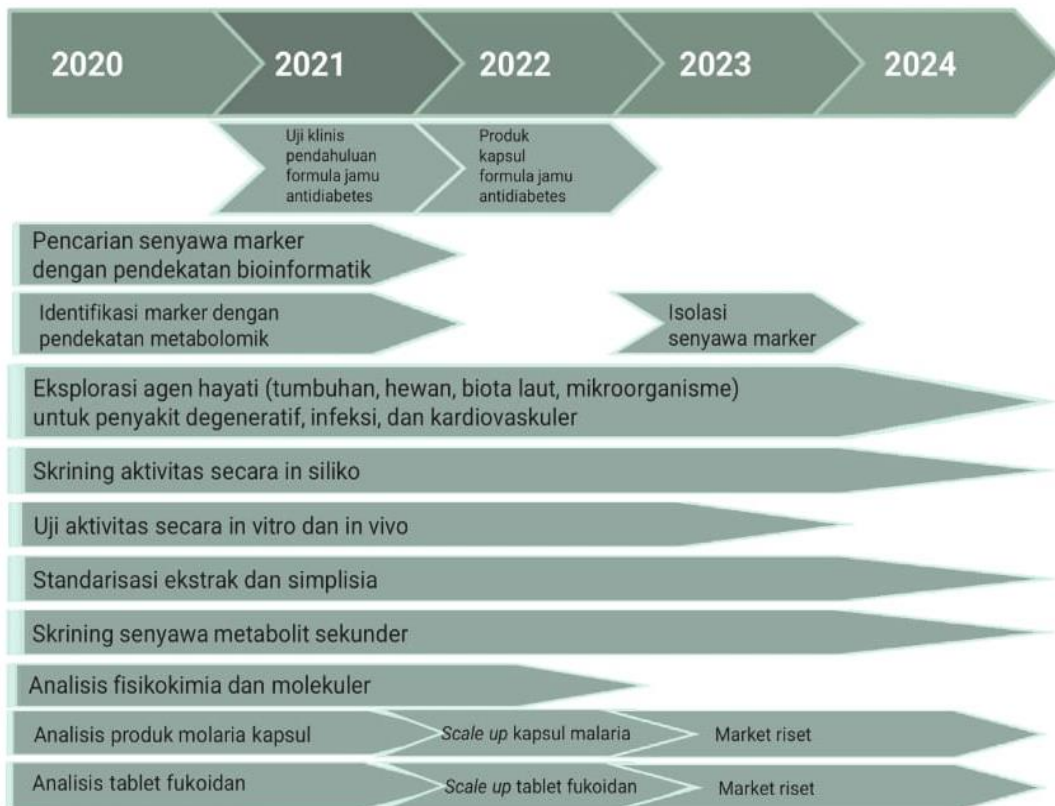 2020 2021 2022 2023 2024
Uji klinis
pendahuluan
formula jamu
antidiabetes
Produk
kapsul
formula jamu
antidiabetes
Pencarian senyawa marker
dengan pendekatan bioinformatik
Identifikasi marker dengan
pendekatan metabolomik
Isolasi
senyawa marker
Eksplorasi agen hayati (tumbuhan, hewan, biota laut, mikroorganisme)
untuk penyakit degeneratif, infeksi, dan kardiovaskuler
Skrining aktivitas secara in siliko
Uji aktivitas secara in vitro dan in vivo
Standarisasi ekstrak dan simplisia
Skrining senyawa metabolit sekunder
Analisis fisikokimia dan molekuler
Analisis produk molaria kapsul Scale up kapsul malaria Market riset
Analisis tablet fukoidan Scale up tablet fukoidan Market riset